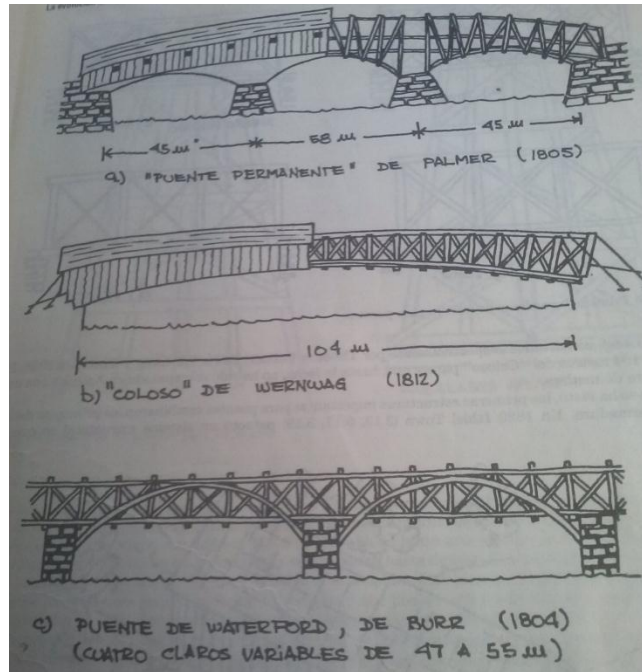 45 m
58 m
45 m
a) "PUENTE PERMANENTE" DE PALMER (1805)
104 m
b) "COLOSO" DE WERNWAG (1812)
c) PUENTE DE WATERFORD, DE BURR (1804)
(CUATRO CLAROS VARIABLES DE 47 A 55 m)